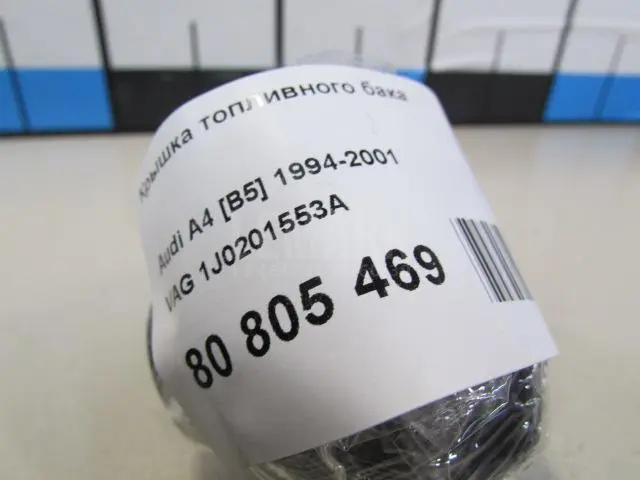 Крышка топливного бака
Audi A4 [B5] 1994-2001
VAG 1J0201553A
80 805 469